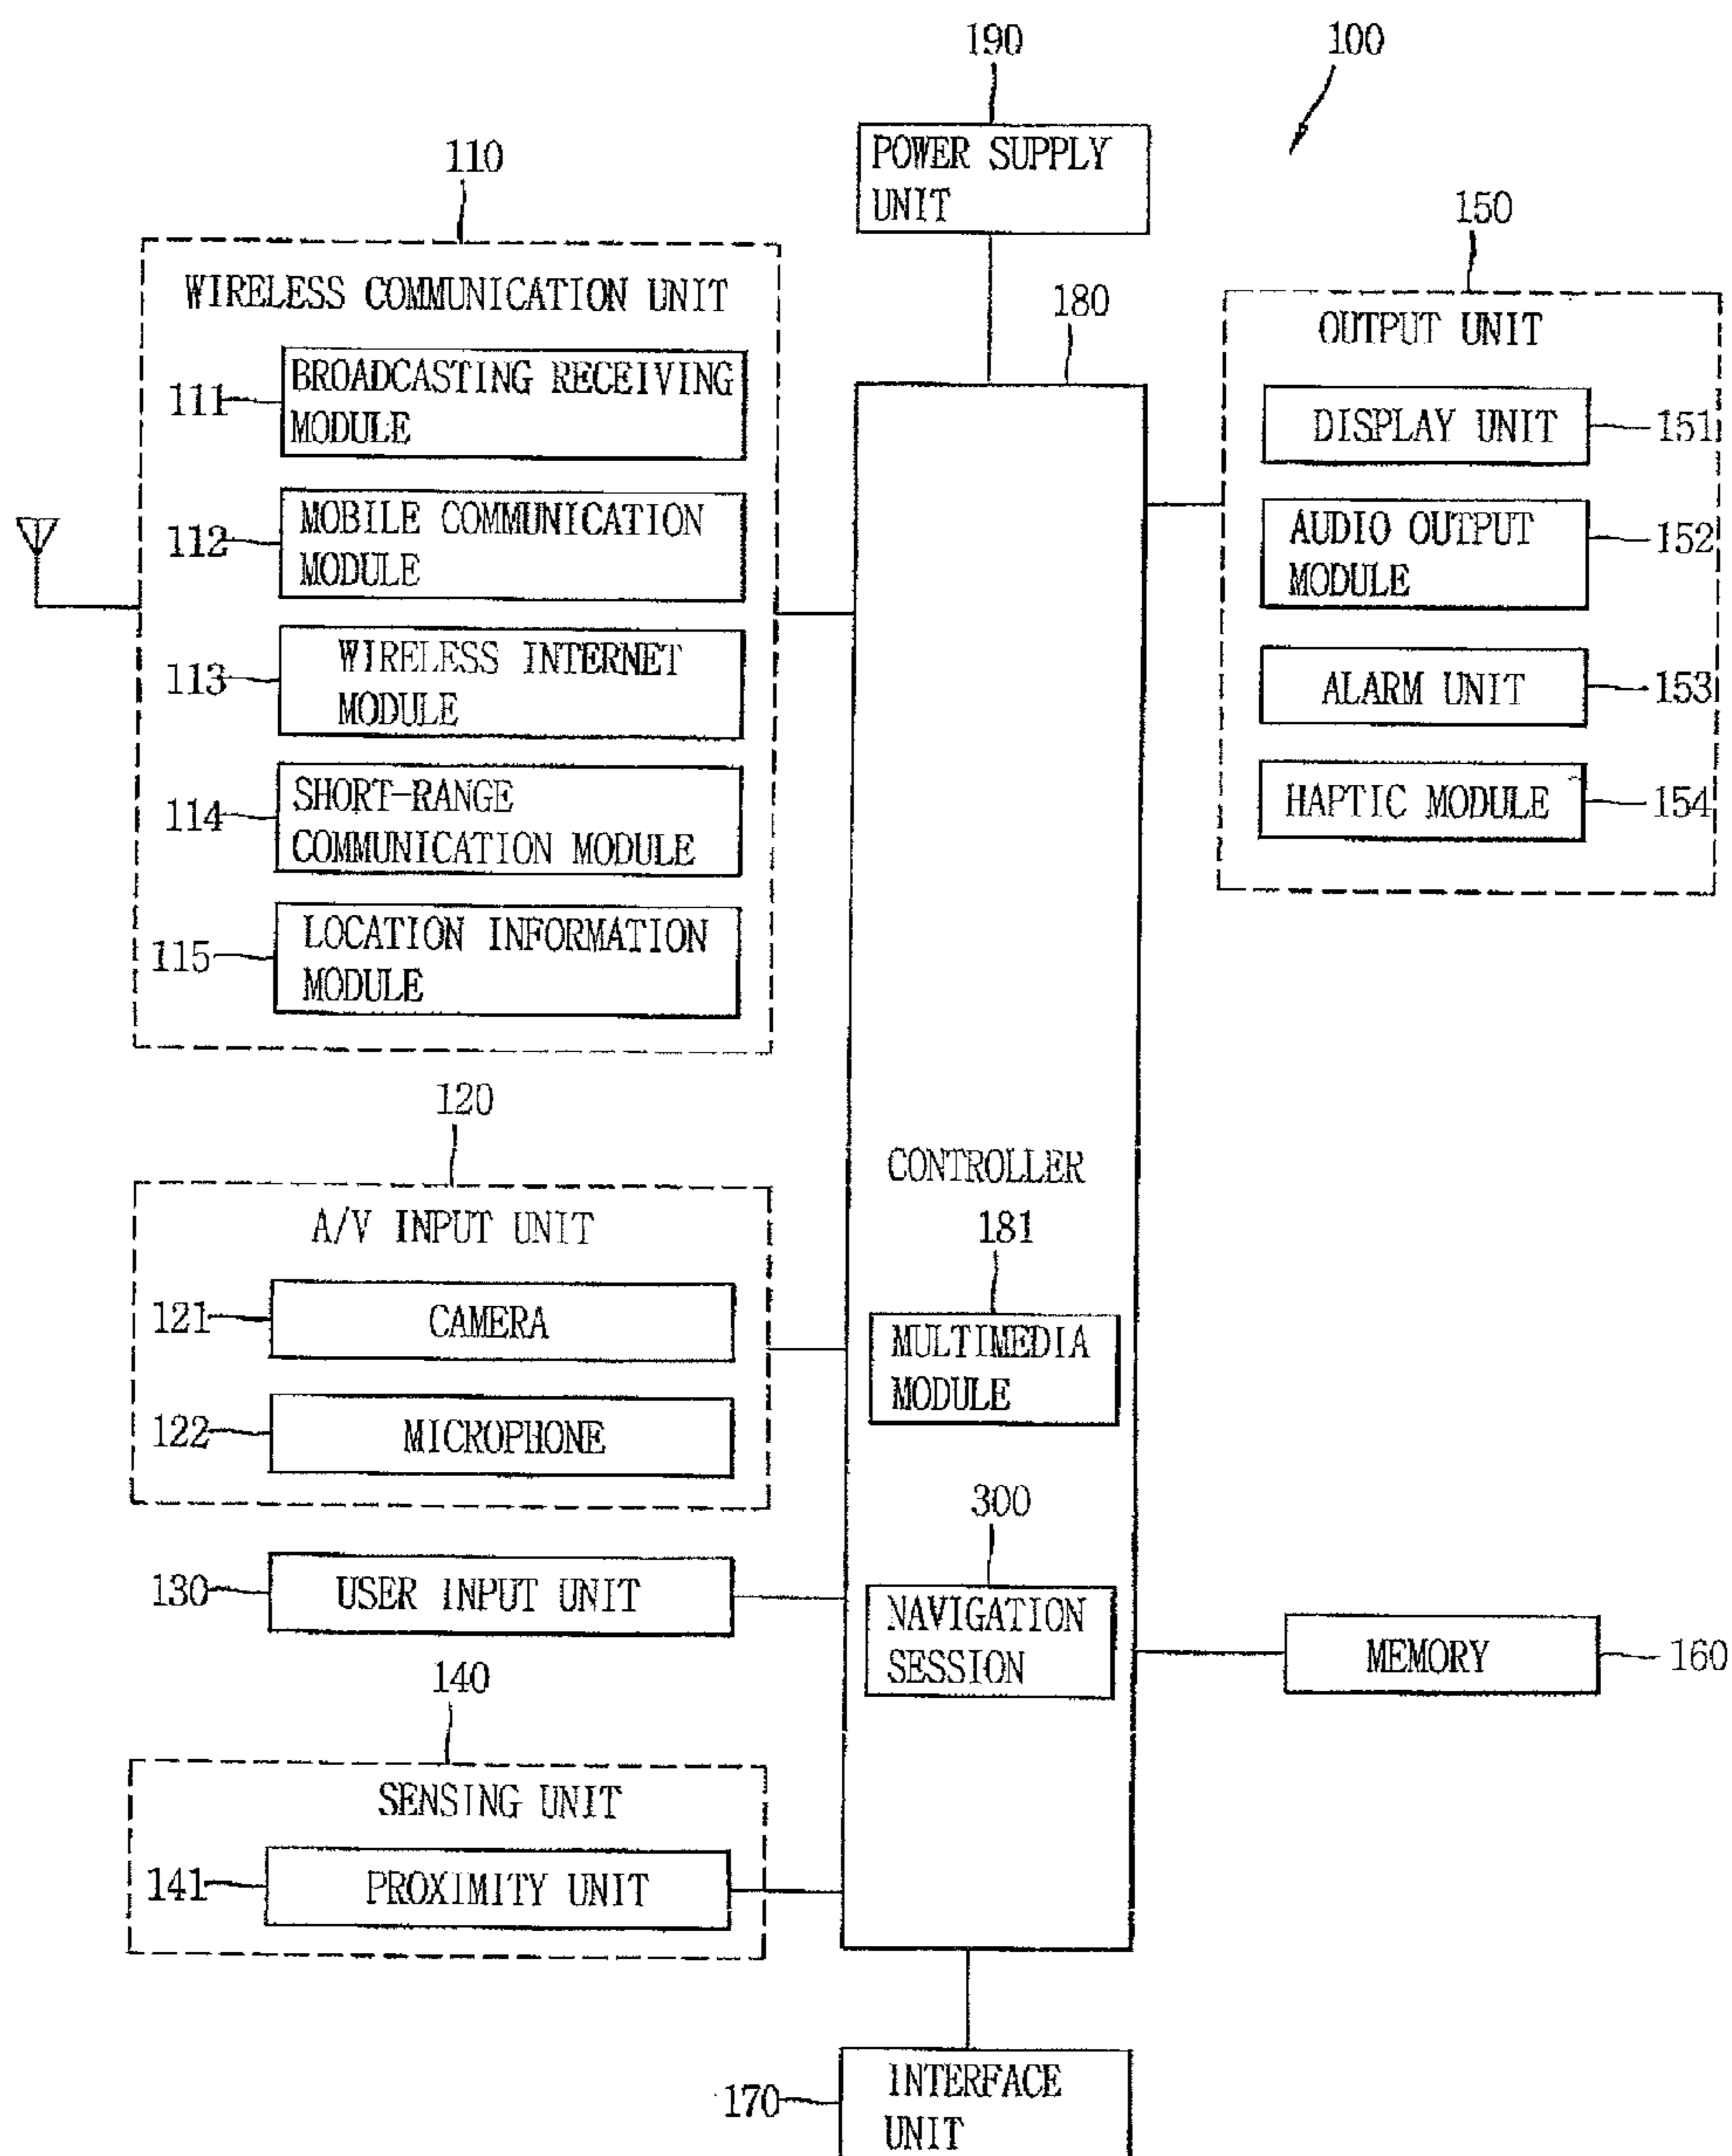 190
100
POWER SUPPLY
UNIT
110
WIRELESS COMMUNICATION UNIT
111
BROADCASTING RECEIVING
MODULE
112
MOBILE COMMUNICATION
MODULE
113
WIRELESS INTERNET
MODULE
114
SHORT-RANGE
COMMUNICATION MODULE
115
LOCATION INFORMATION
MODULE
120
A/V INPUT UNIT
121
CAMERA
122
MICROPHONE
130
USER INPUT UNIT
140
SENSING UNIT
141
PROXIMITY UNIT
180
CONTROLLER
181
MULTIMEDIA
MODULE
300
NAVIGATION
SESSION
150
OUTPUT UNIT
DISPLAY UNIT
151
AUDIO OUTPUT
MODULE
152
ALARM UNIT
153
HAPTIC MODULE
154
MEMORY
160
170
INTERFACE
UNIT